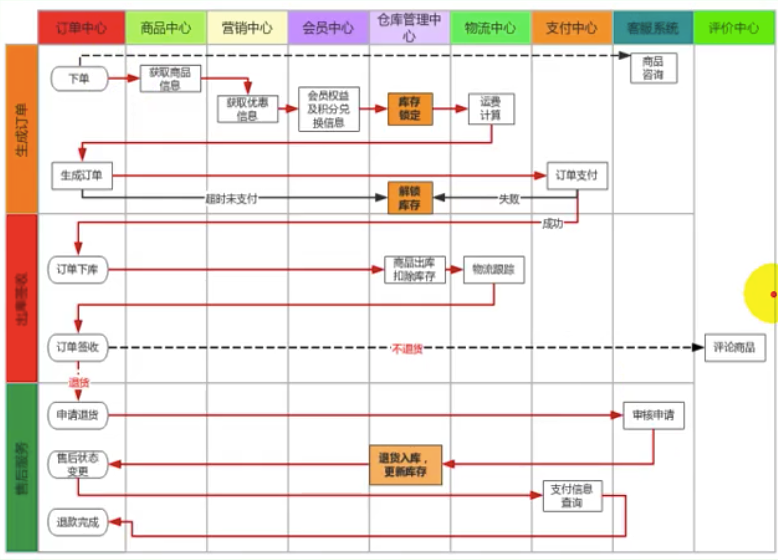 订单中心
商品中心
营销中心
会员中心
仓库管理中
心
物流中心
支付中心
客服系统
评价中心
生成订单
下单
获取商品
信息
获取优惠
信息
会员权益
及积分兑
换信息
库存
锁定
运费
计算
商品
咨询
生成订单
订单支付
超时未支付
解锁
库存
失败
成功
出库签收
订单下库
商品出库
扣除库存
物流跟踪
订单签收
不退货
评论商品
退货
售后服务
申请退货
审核申请
售后状态
变更
退货入库，
更新库存
支付信息
查询
退款完成